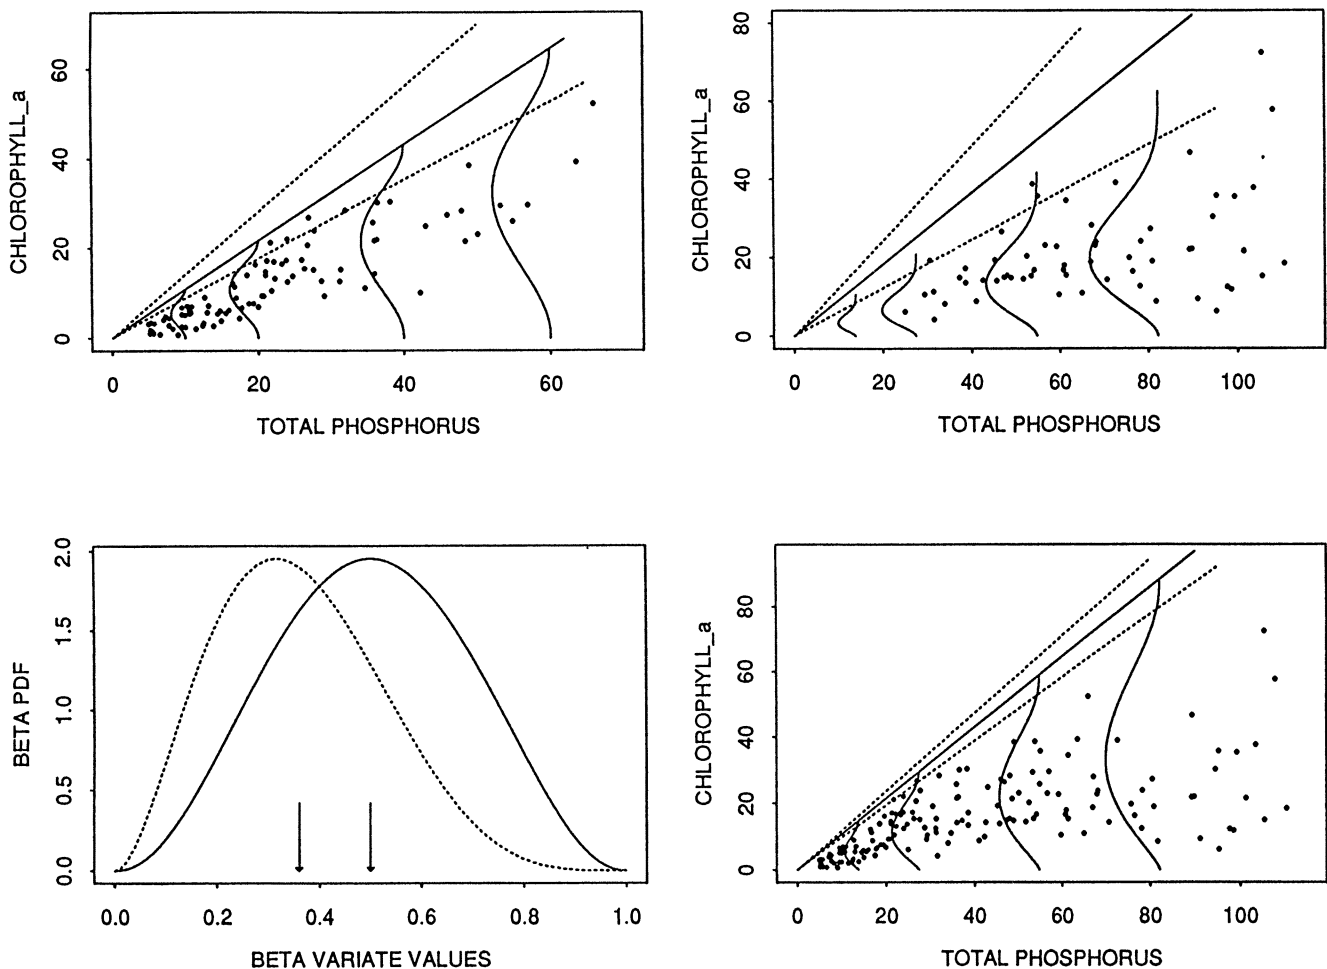 CHLOROPHYLL_a
60
40
20
0
0 20 40 60
TOTAL PHOSPHORUS
CHLOROPHYLL_a
80
60
40
20
0
0 20 40 60 80 100
TOTAL PHOSPHORUS
BETA PDF
2.0
1.5
1.0
0.5
0.0
0.0 0.2 0.4 0.6 0.8 1.0
BETA VARIATE VALUES
CHLOROPHYLL_a
80
60
40
20
0
0 20 40 60 80 100
TOTAL PHOSPHORUS